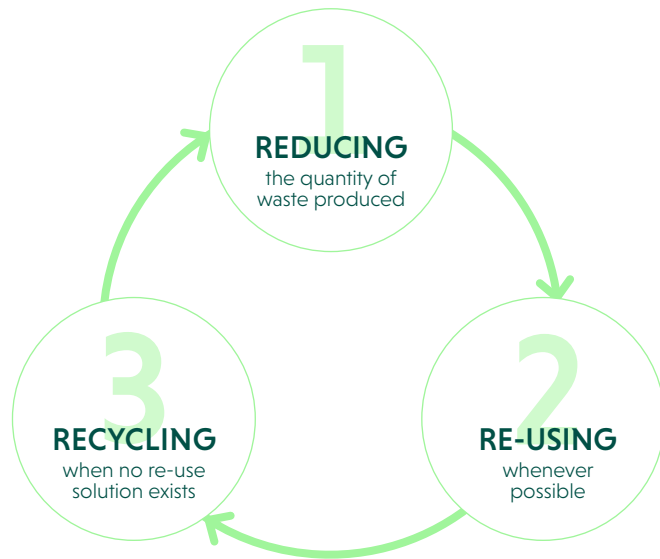 1
REDUCING
the quantity of
waste produced
2
RE-USING
whenever
possible
3
RECYCLING
when no re-use
solution exists